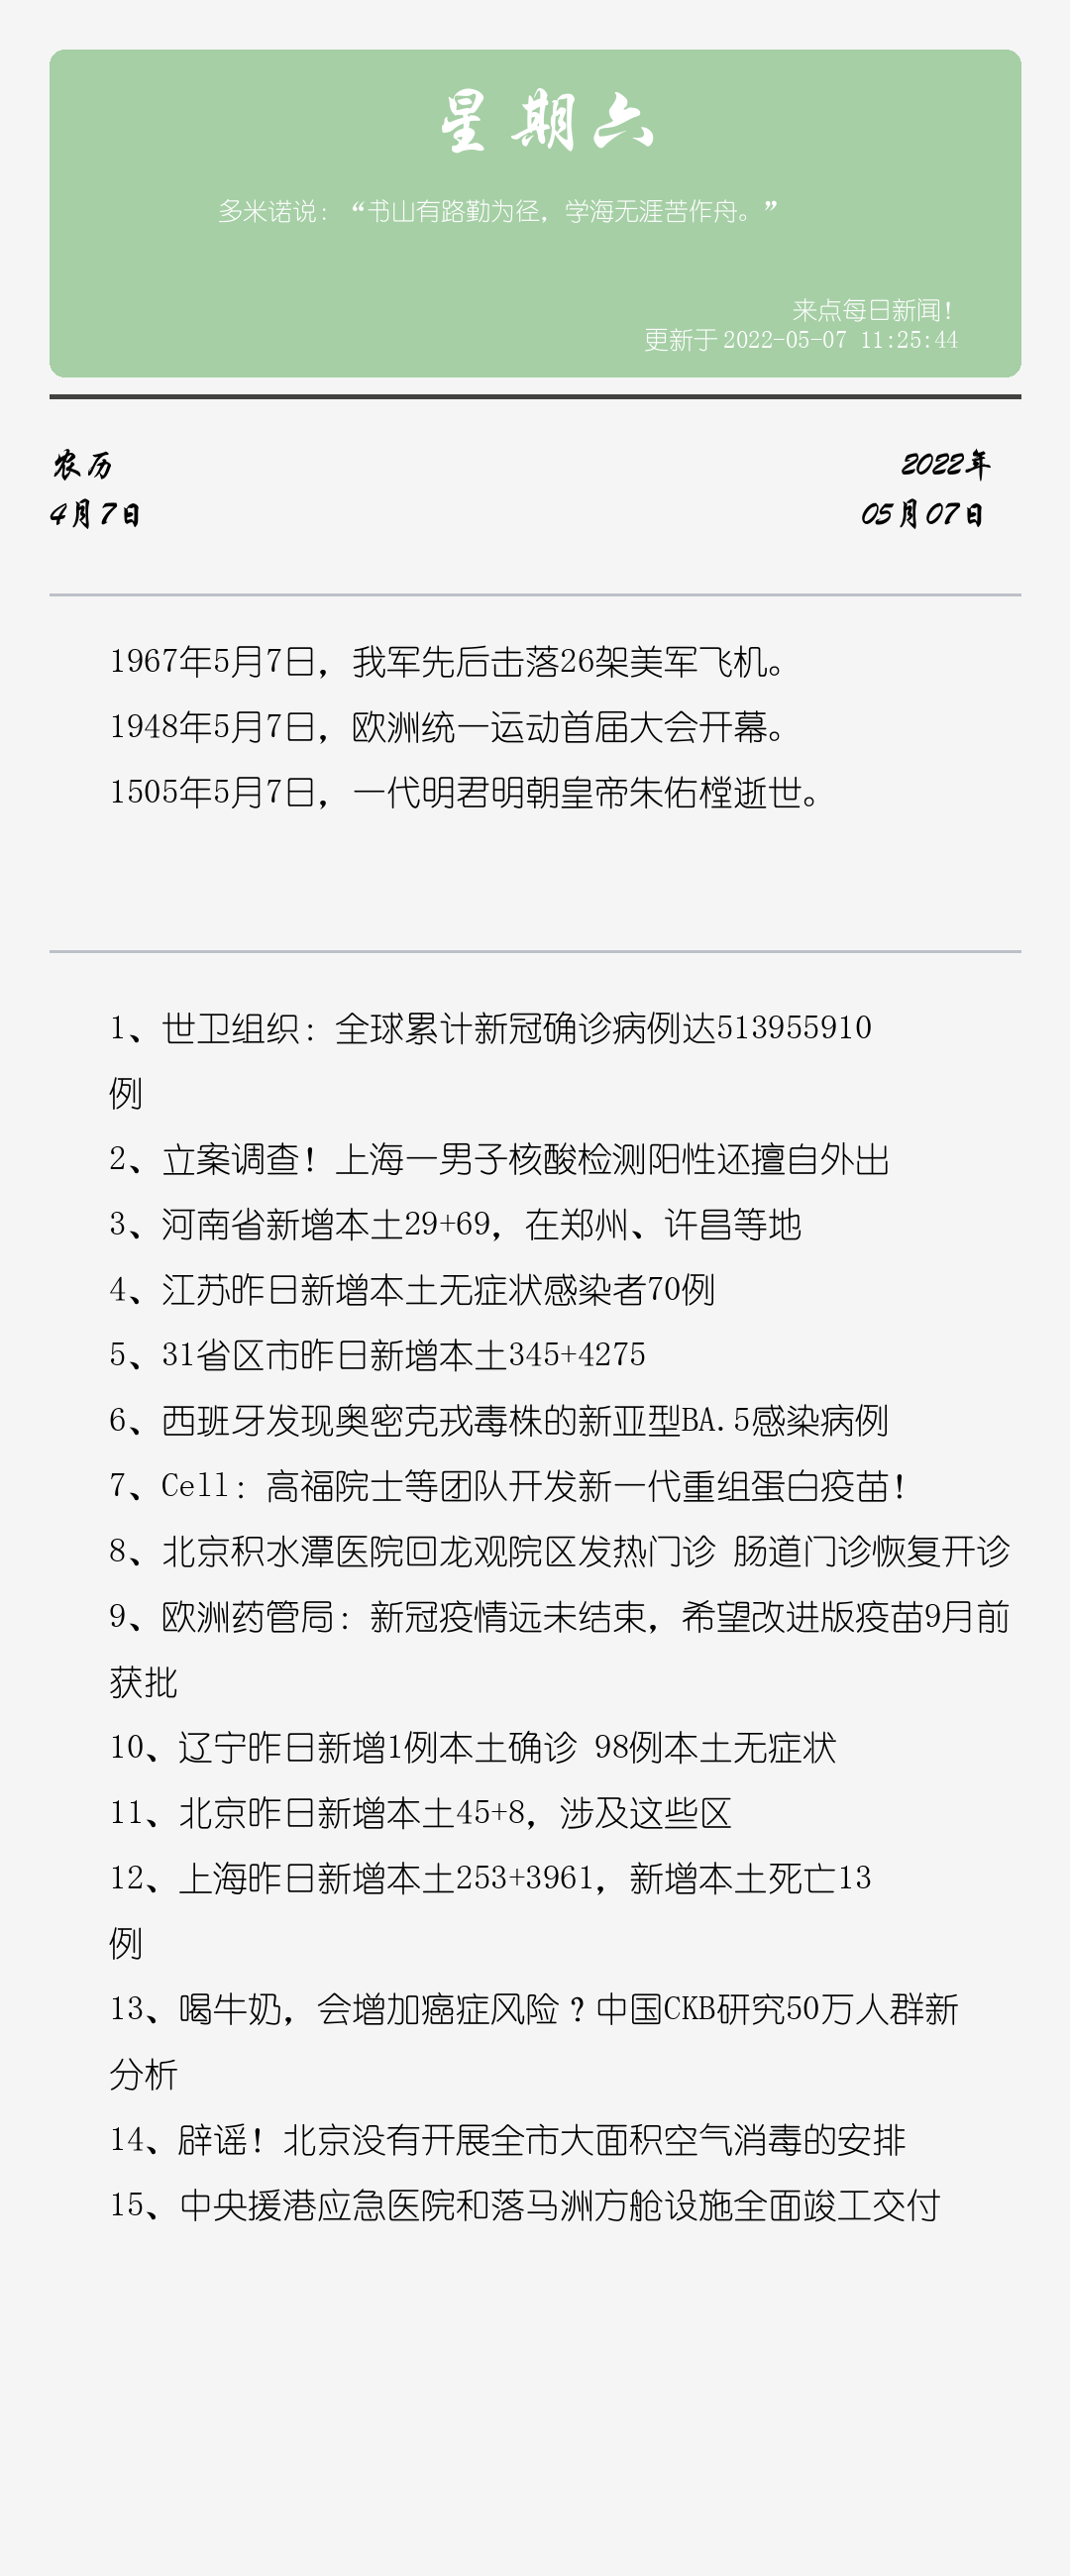 星期六
多米诺说：“书山有路勤为径，学海无涯苦作舟。”
来点每日新闻！
更新于 2022-05-07 11:25:44
农历
2022年
4月7日
05月07日
1967年5月7日，我军先后击落26架美军飞机。
1948年5月7日，欧洲统一运动首届大会开幕。
1505年5月7日，一代明君明朝皇帝朱佑樘逝世。
1、世卫组织：全球累计新冠确诊病例达513955910
例
2、立案调查！上海一男子核酸检测阳性还擅自外出
3、河南省新增本土29+69，在郑州、许昌等地
4、江苏昨日新增本土无症状感染者70例
5、31省区市昨日新增本土345+4275
6、西班牙发现奥密克戎毒株的新亚型BA.5感染病例
7、Cell：高福院士等团队开发新一代重组蛋白疫苗！
8、北京积水潭医院回龙观院区发热门诊 肠道门诊恢复开诊
9、欧洲药管局：新冠疫情远未结束，希望改进版疫苗9月前
获批
10、辽宁昨日新增1例本土确诊 98例本土无症状
11、北京昨日新增本土45+8，涉及这些区
12、上海昨日新增本土253+3961，新增本土死亡13
例
13、喝牛奶，会增加癌症风险？中国CKB研究50万人群新
分析
14、辟谣！北京没有开展全市大面积空气消毒的安排
15、中央援港应急医院和落马洲方舱设施全面竣工交付